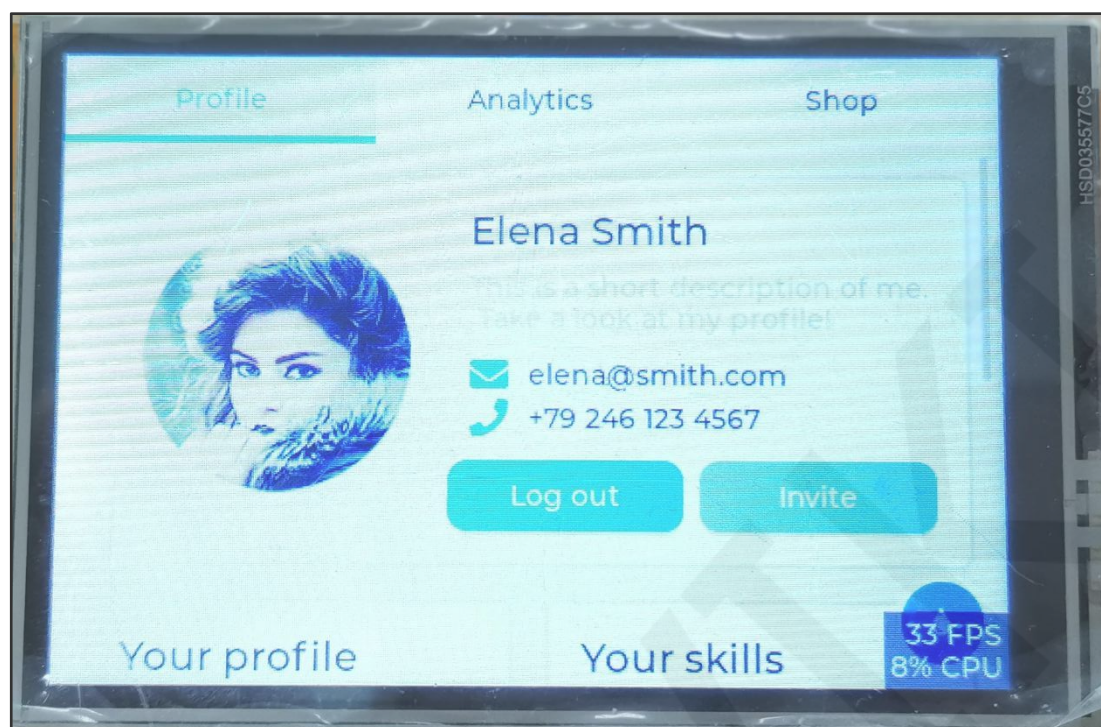 Profile
Analytics
Shop
Elena Smith
This is a short description of me.
Take a look at my profile!
elena@smith.com
+79 246 123 4567
Log out
Invite
Your profile
Your skills
33 FPS
8% CPU
HSD035577C5